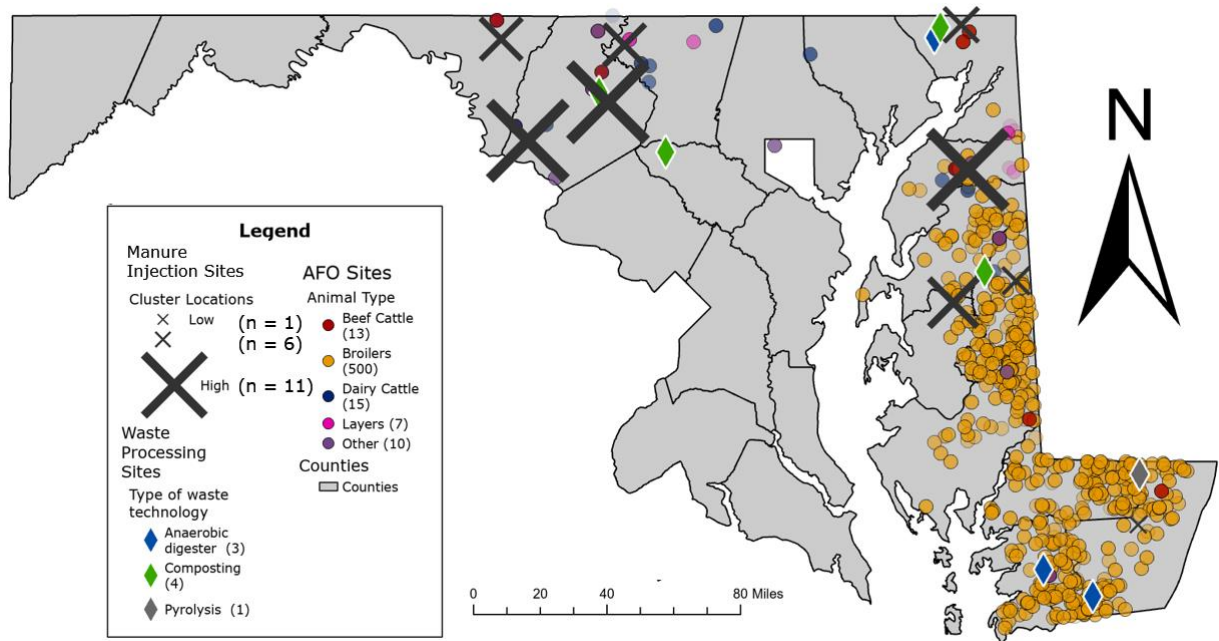 N
Legend
Manure
Injection Sites
Cluster Locations
Low (n = 1)
(n = 6)
High (n = 11)
Waste
Processing
Sites
Type of waste
technology
Anaerobic
digester (3)
Composting
(4)
Pyrolysis (1)
AFO Sites
Animal Type
Beef Cattle
(13)
Broilers
(500)
Dairy Cattle
(15)
Layers (7)
Other (10)
Counties
Counties
0 20 40 80 Miles